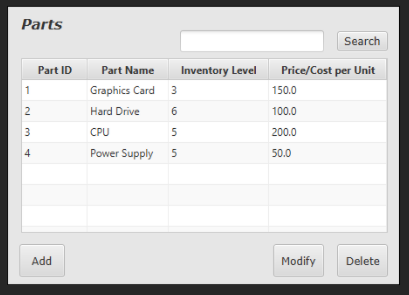 Parts
Search
Part ID Part Name Inventory Level Price/Cost per Unit
1 Graphics Card 3 150.0
2 Hard Drive 6 100.0
3 CPU 5 200.0
4 Power Supply 5 50.0
Add Modify Delete